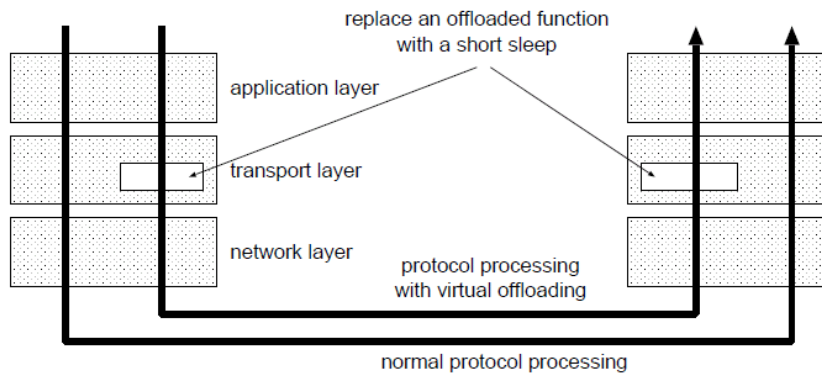 replace an offloaded function
with a short sleep
application layer
transport layer
network layer
protocol processing
with virtual offloading
normal protocol processing